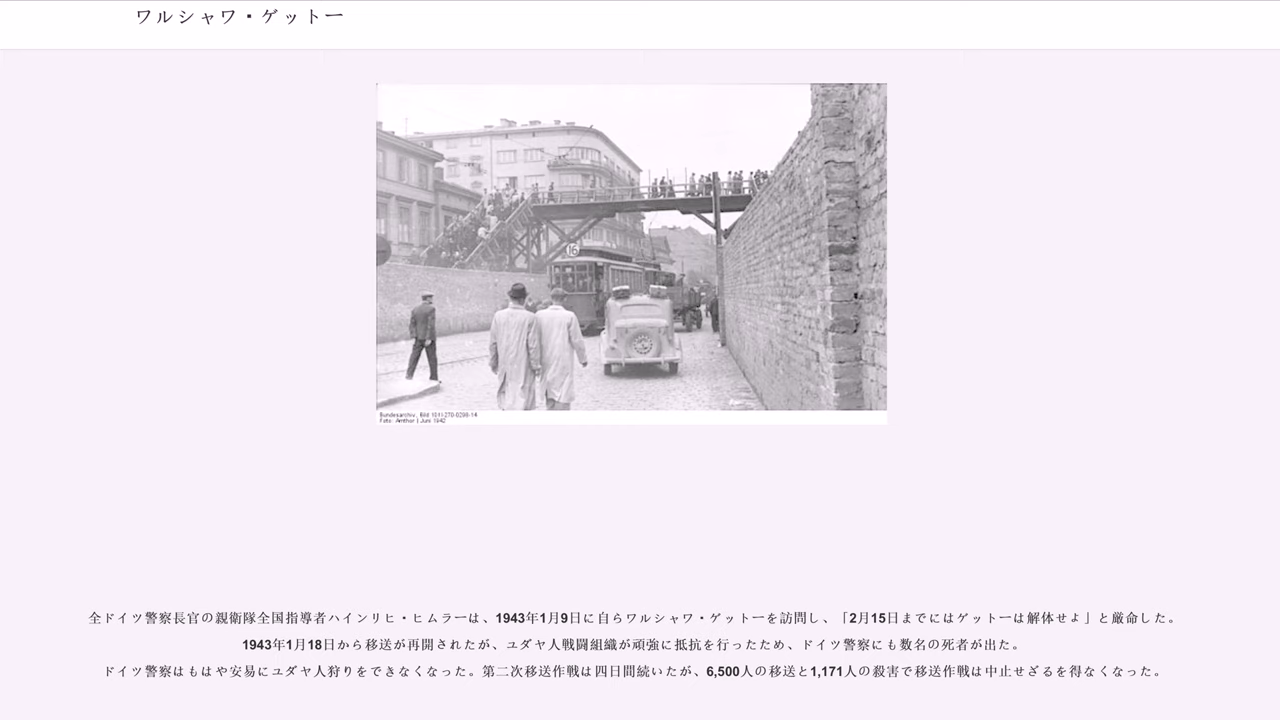 ワルシャワ・ゲットー
16
Bundesarchiv, Bild 101I-270-0298-14
Foto: Amthor | Juni 1942
全ドイツ警察長官の親衛隊全国指導者ハインリヒ・ヒムラーは、1943年1月9日に自らワルシャワ・ゲットーを訪問し、「2月15日までにはゲットーは解体せよ」と厳命した。
1943年1月18日から移送が再開されたが、ユダヤ人戦闘組織が頑強に抵抗を行ったため、ドイツ警察にも数名の死者が出た。
ドイツ警察はもはや安易にユダヤ人狩りをできなくなった。第二次移送作戦は四日間続いたが、6,500人の移送と1,171人の殺害で移送作戦は中止せざるを得なくなった。